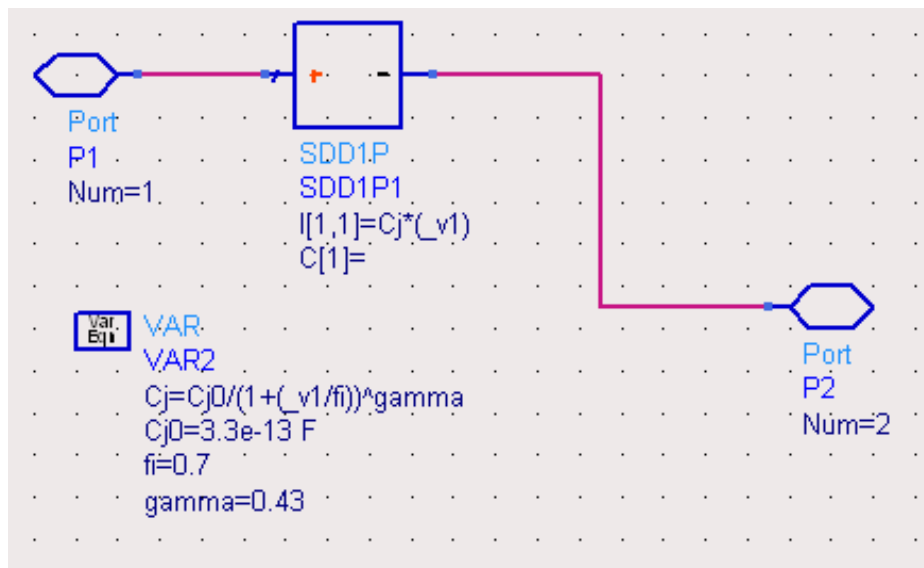 + -
Port
P1
Num=1
SDD1P
SDD1P1
I[1,1]=Cj*(_v1)
C[1]=
Var
Eqn
VAR
VAR2
Cj=Cj0/(1+(_v1/fi))^gamma
Cj0=3.3e-13 F
fi=0.7
gamma=0.43
Port
P2
Num=2